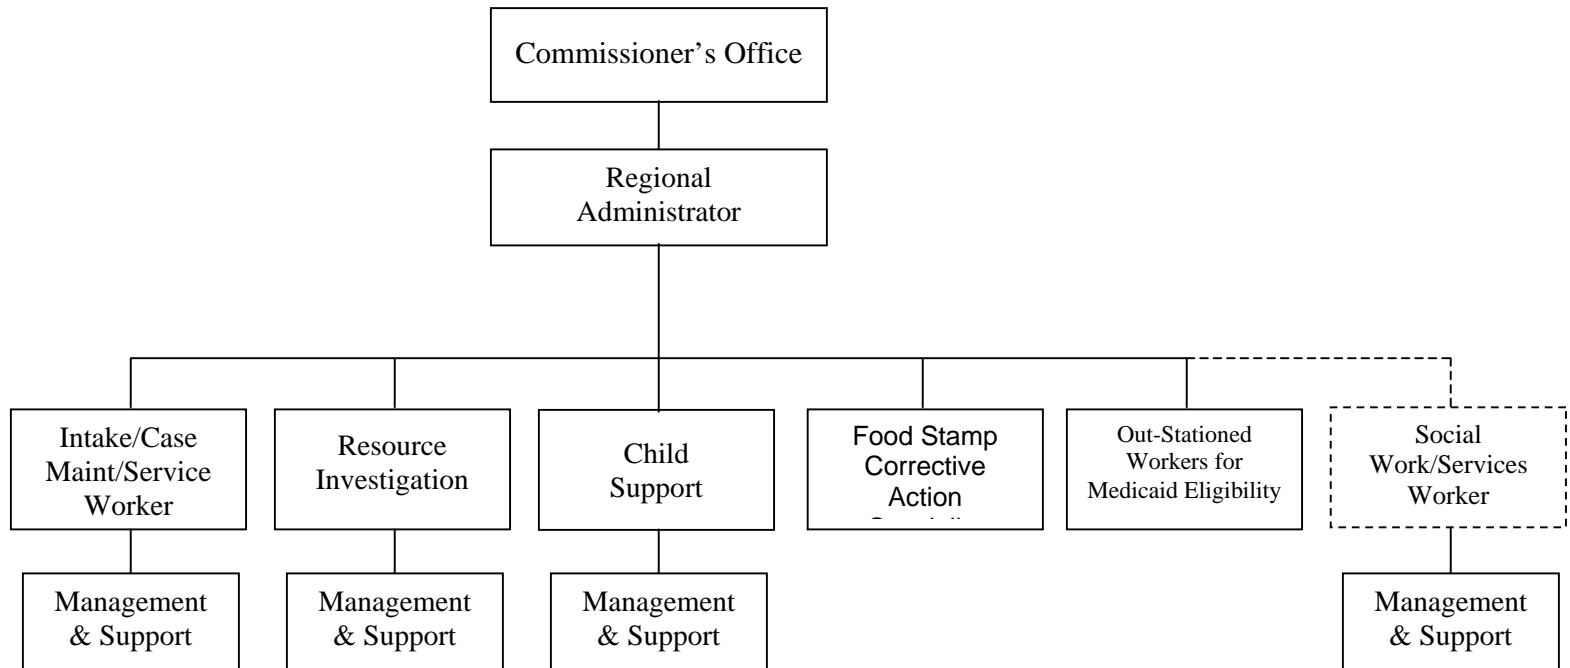 Commissioner’s Office
Regional
Administrator
Intake/Case
Maint/Service
Worker
Resource
Investigation
Child
Support
Food Stamp
Corrective
Action
Out-Stationed
Workers for
Medicaid Eligibility
Social
Work/Services
Worker
Management
& Support
Management
& Support
Management
& Support
Management
& Support